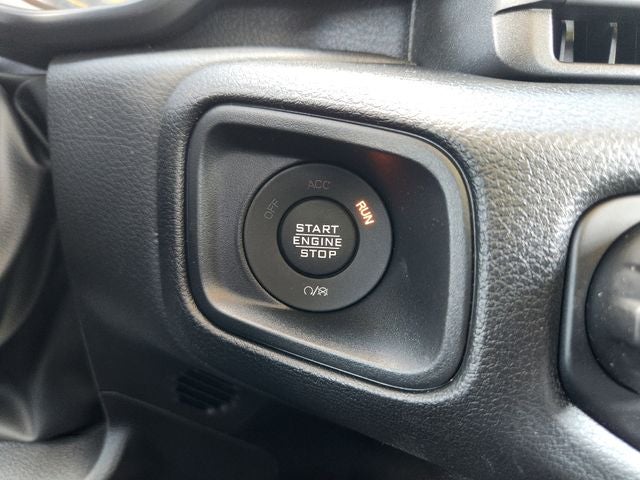 ACC
OFF
RUN
START
ENGINE
STOP